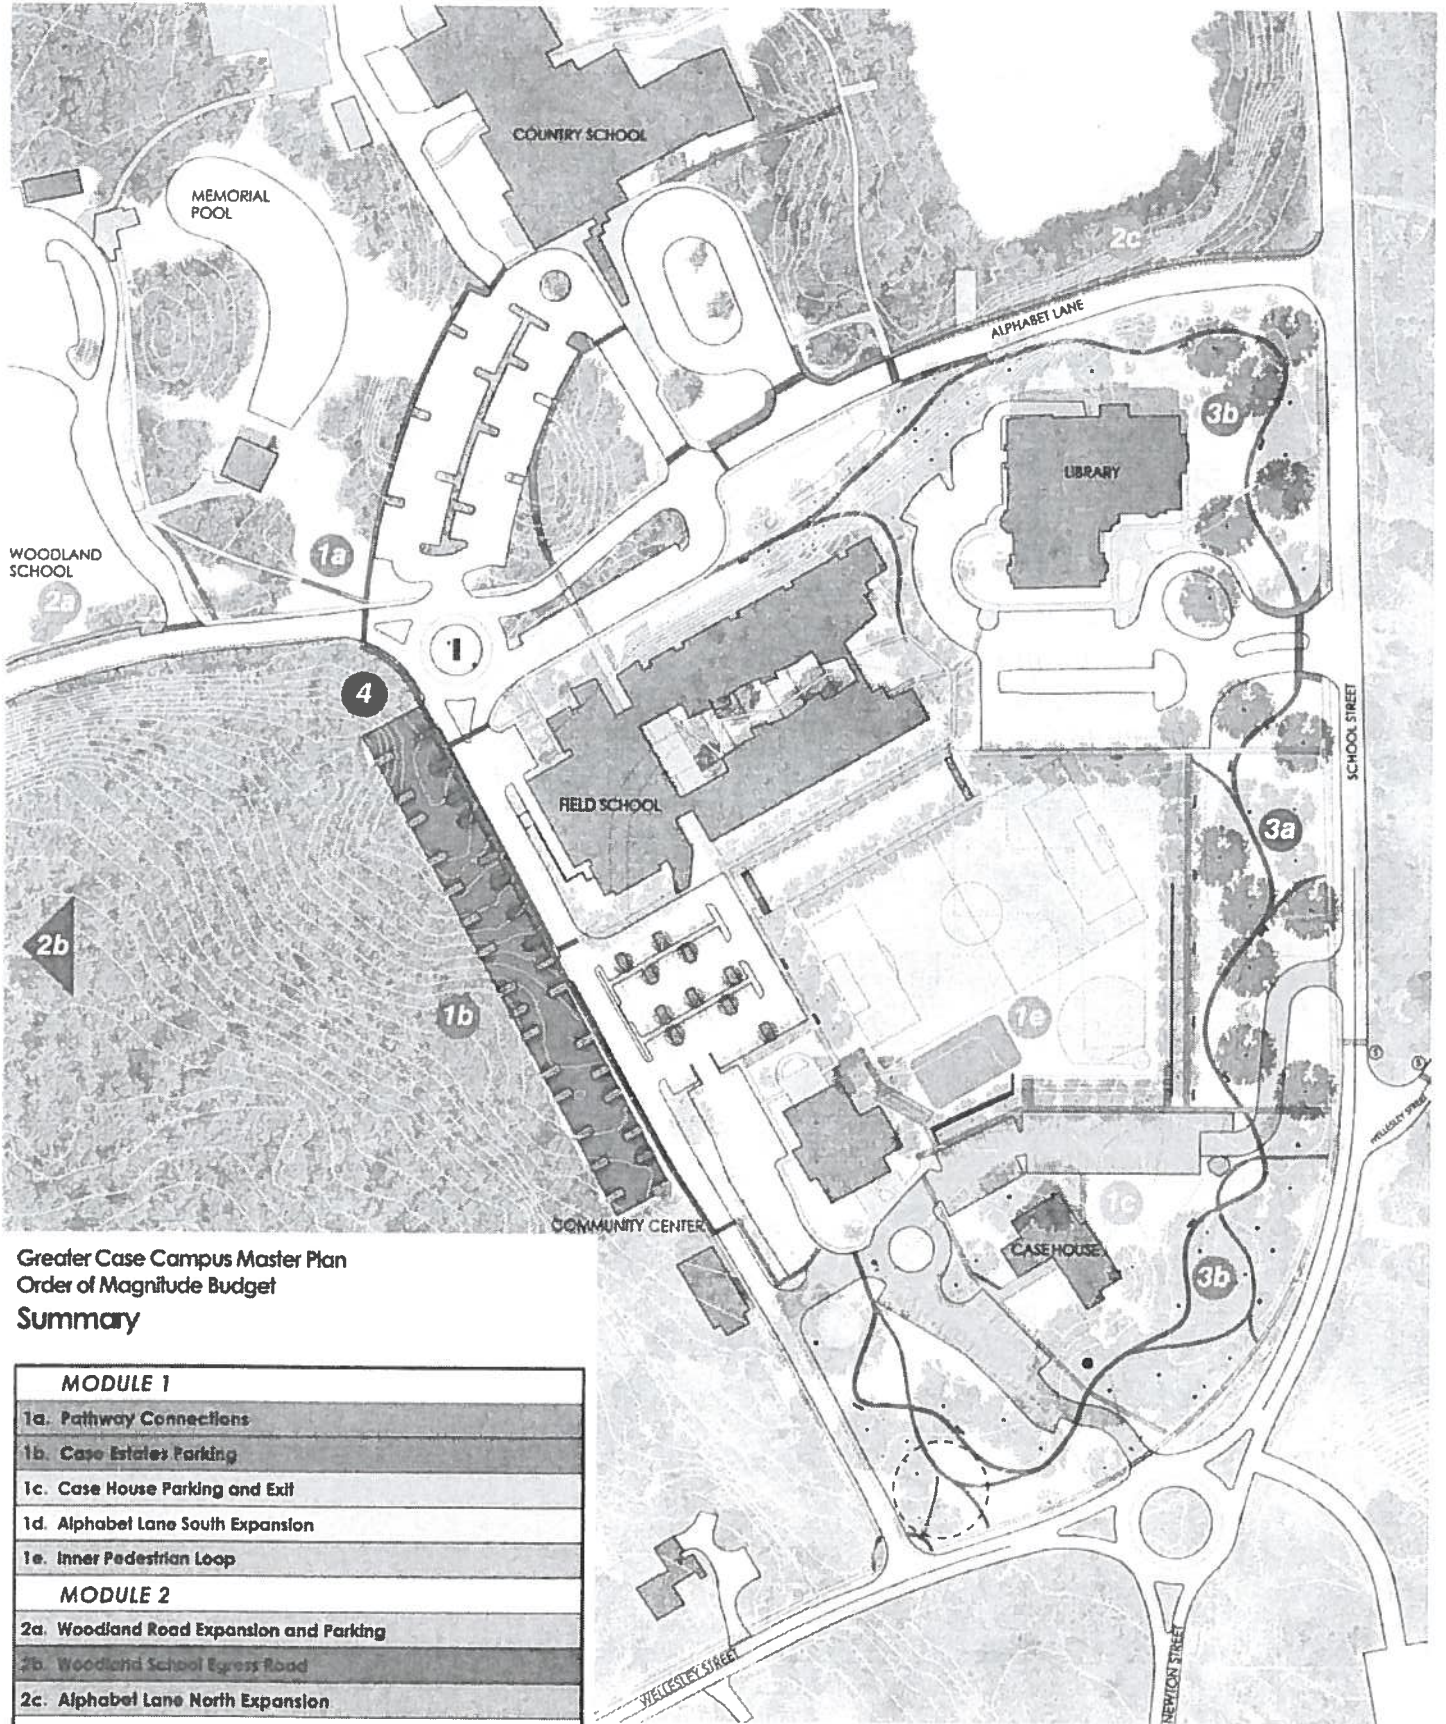 COUNTRY SCHOOL
MEMORIAL
POOL
2c
ALPHABET LANE
3b
LIBRARY
WOODLAND
SCHOOL
1a
2a
4
SCHOOL STREET
FIELD SCHOOL
3a
2b
1b
1e
WELLESLEY STREET
COMMUNITY CENTER
1c
CASE HOUSE
3b
Greater Case Campus Master Plan
Order of Magnitude Budget
Summary
MODULE 1
1a. Pathway Connections
1b. Case Estates Parking
1c. Case House Parking and Exit
1d. Alphabet Lane South Expansion
1e. Inner Pedestrian Loop
MODULE 2
2a. Woodland Road Expansion and Parking
2b. Woodland School Egress Road
2c. Alphabet Lane North Expansion
WELLESLEY STREET
NEWTON STREET